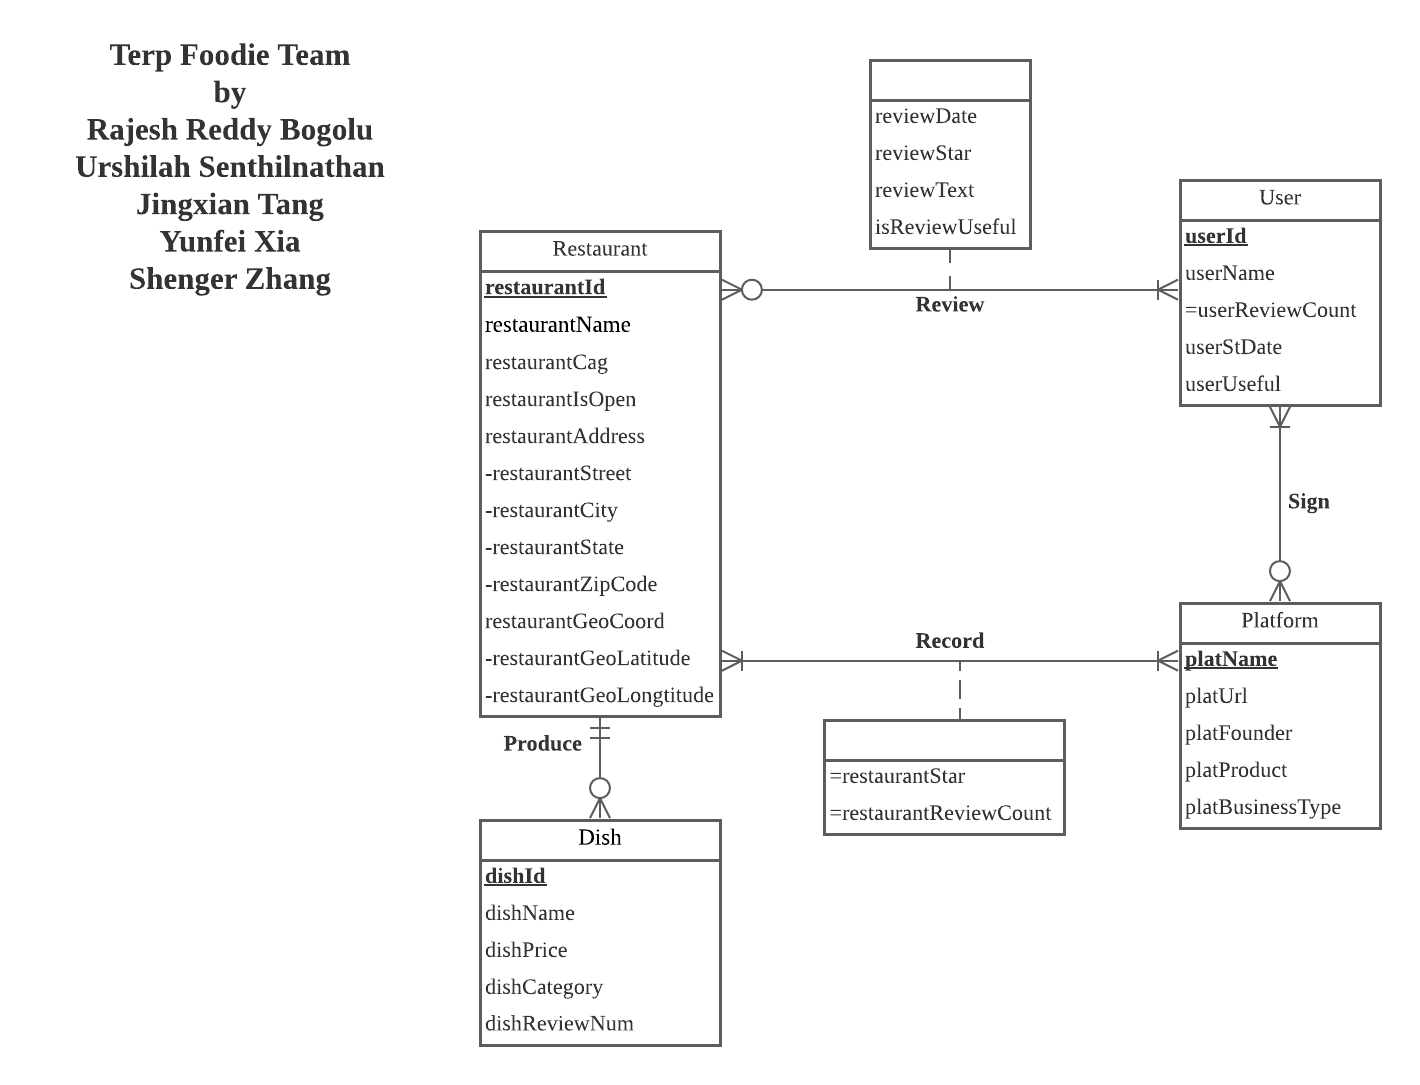 Terp Foodie Team
by
Rajesh Reddy Bogolu
Urshilah Senthilnathan
Jingxian Tang
Yunfei Xia
Shenger Zhang
reviewDate
reviewStar
reviewText
isReviewUseful
User
userId
userName
=userReviewCount
userStDate
userUseful
Restaurant
restaurantId
restaurantName
restaurantCag
restaurantIsOpen
restaurantAddress
-restaurantStreet
-restaurantCity
-restaurantState
-restaurantZipCode
restaurantGeoCoord
-restaurantGeoLatitude
-restaurantGeoLongtitude
Review
Sign
Record
Platform
platName
platUrl
platFounder
platProduct
platBusinessType
Produce
=restaurantStar
=restaurantReviewCount
Dish
dishId
dishName
dishPrice
dishCategory
dishReviewNum